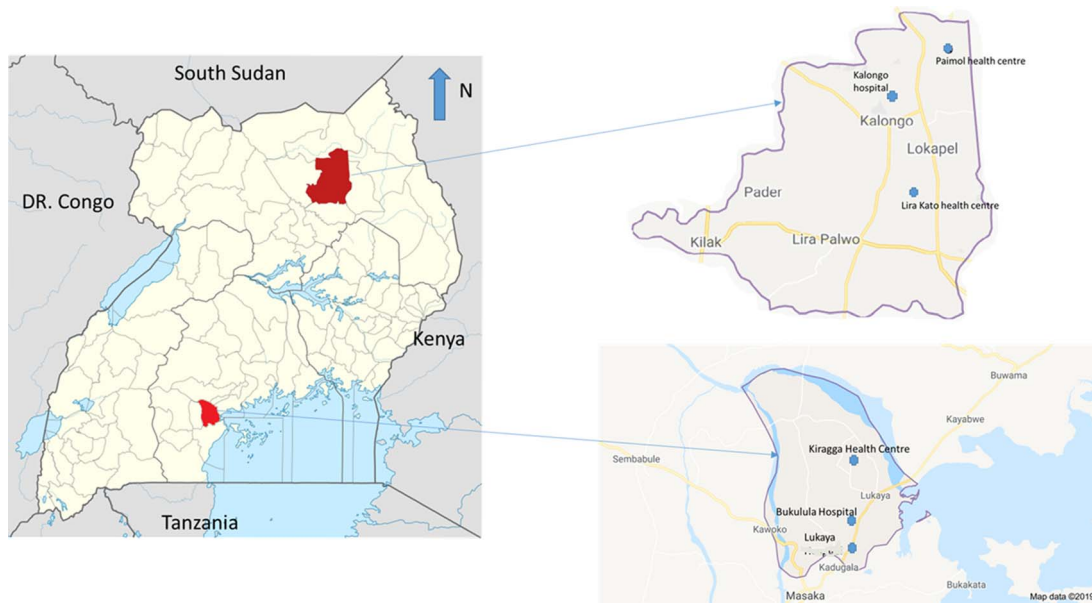 South Sudan
N
DR. Congo
Kenya
Tanzania
Paimol health centre
Kalongo
hospital
Kalongo
Lokapel
Pader
Lira Kato health centre
Kilak
Lira Palwo
Buwama
Kayabwe
Kiragga Health Centre
Sembabule
Lukaya
Bukulula Hospital
Kawoko
Lukaya
Kadugala
Bukakata
Masaka
Map data ©2019